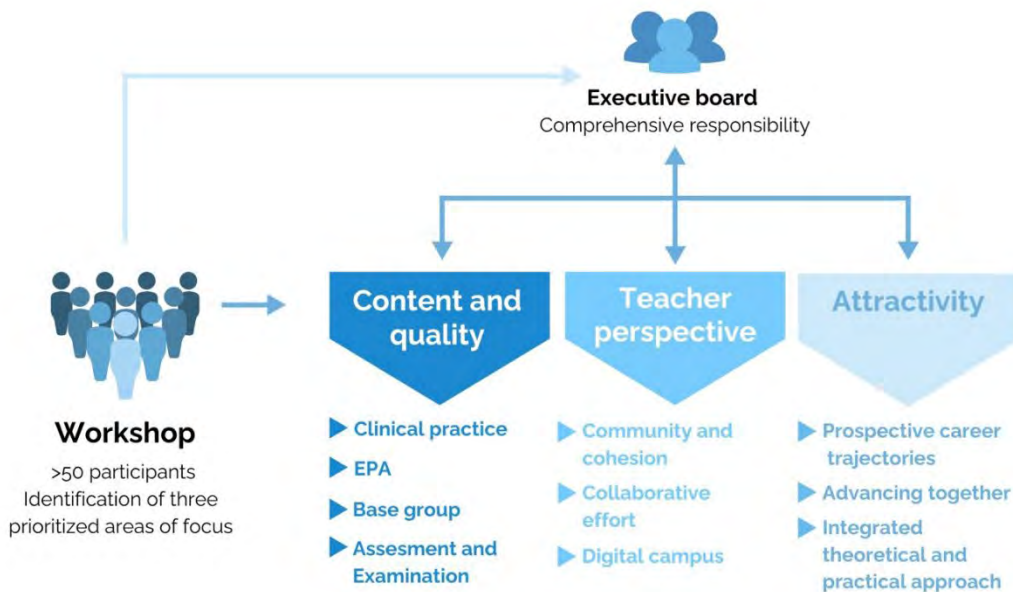 Executive board
Comprehensive responsibility
Workshop
>50 participants
Identification of three
prioritized areas of focus
Content and
quality
Clinical practice
EPA
Base group
Assesment and
Examination
Teacher
perspective
Community and
cohesion
Collaborative
effort
Digital campus
Attractivity
Prospective career
trajectories
Advancing together
Integrated
theoretical and
practical approach